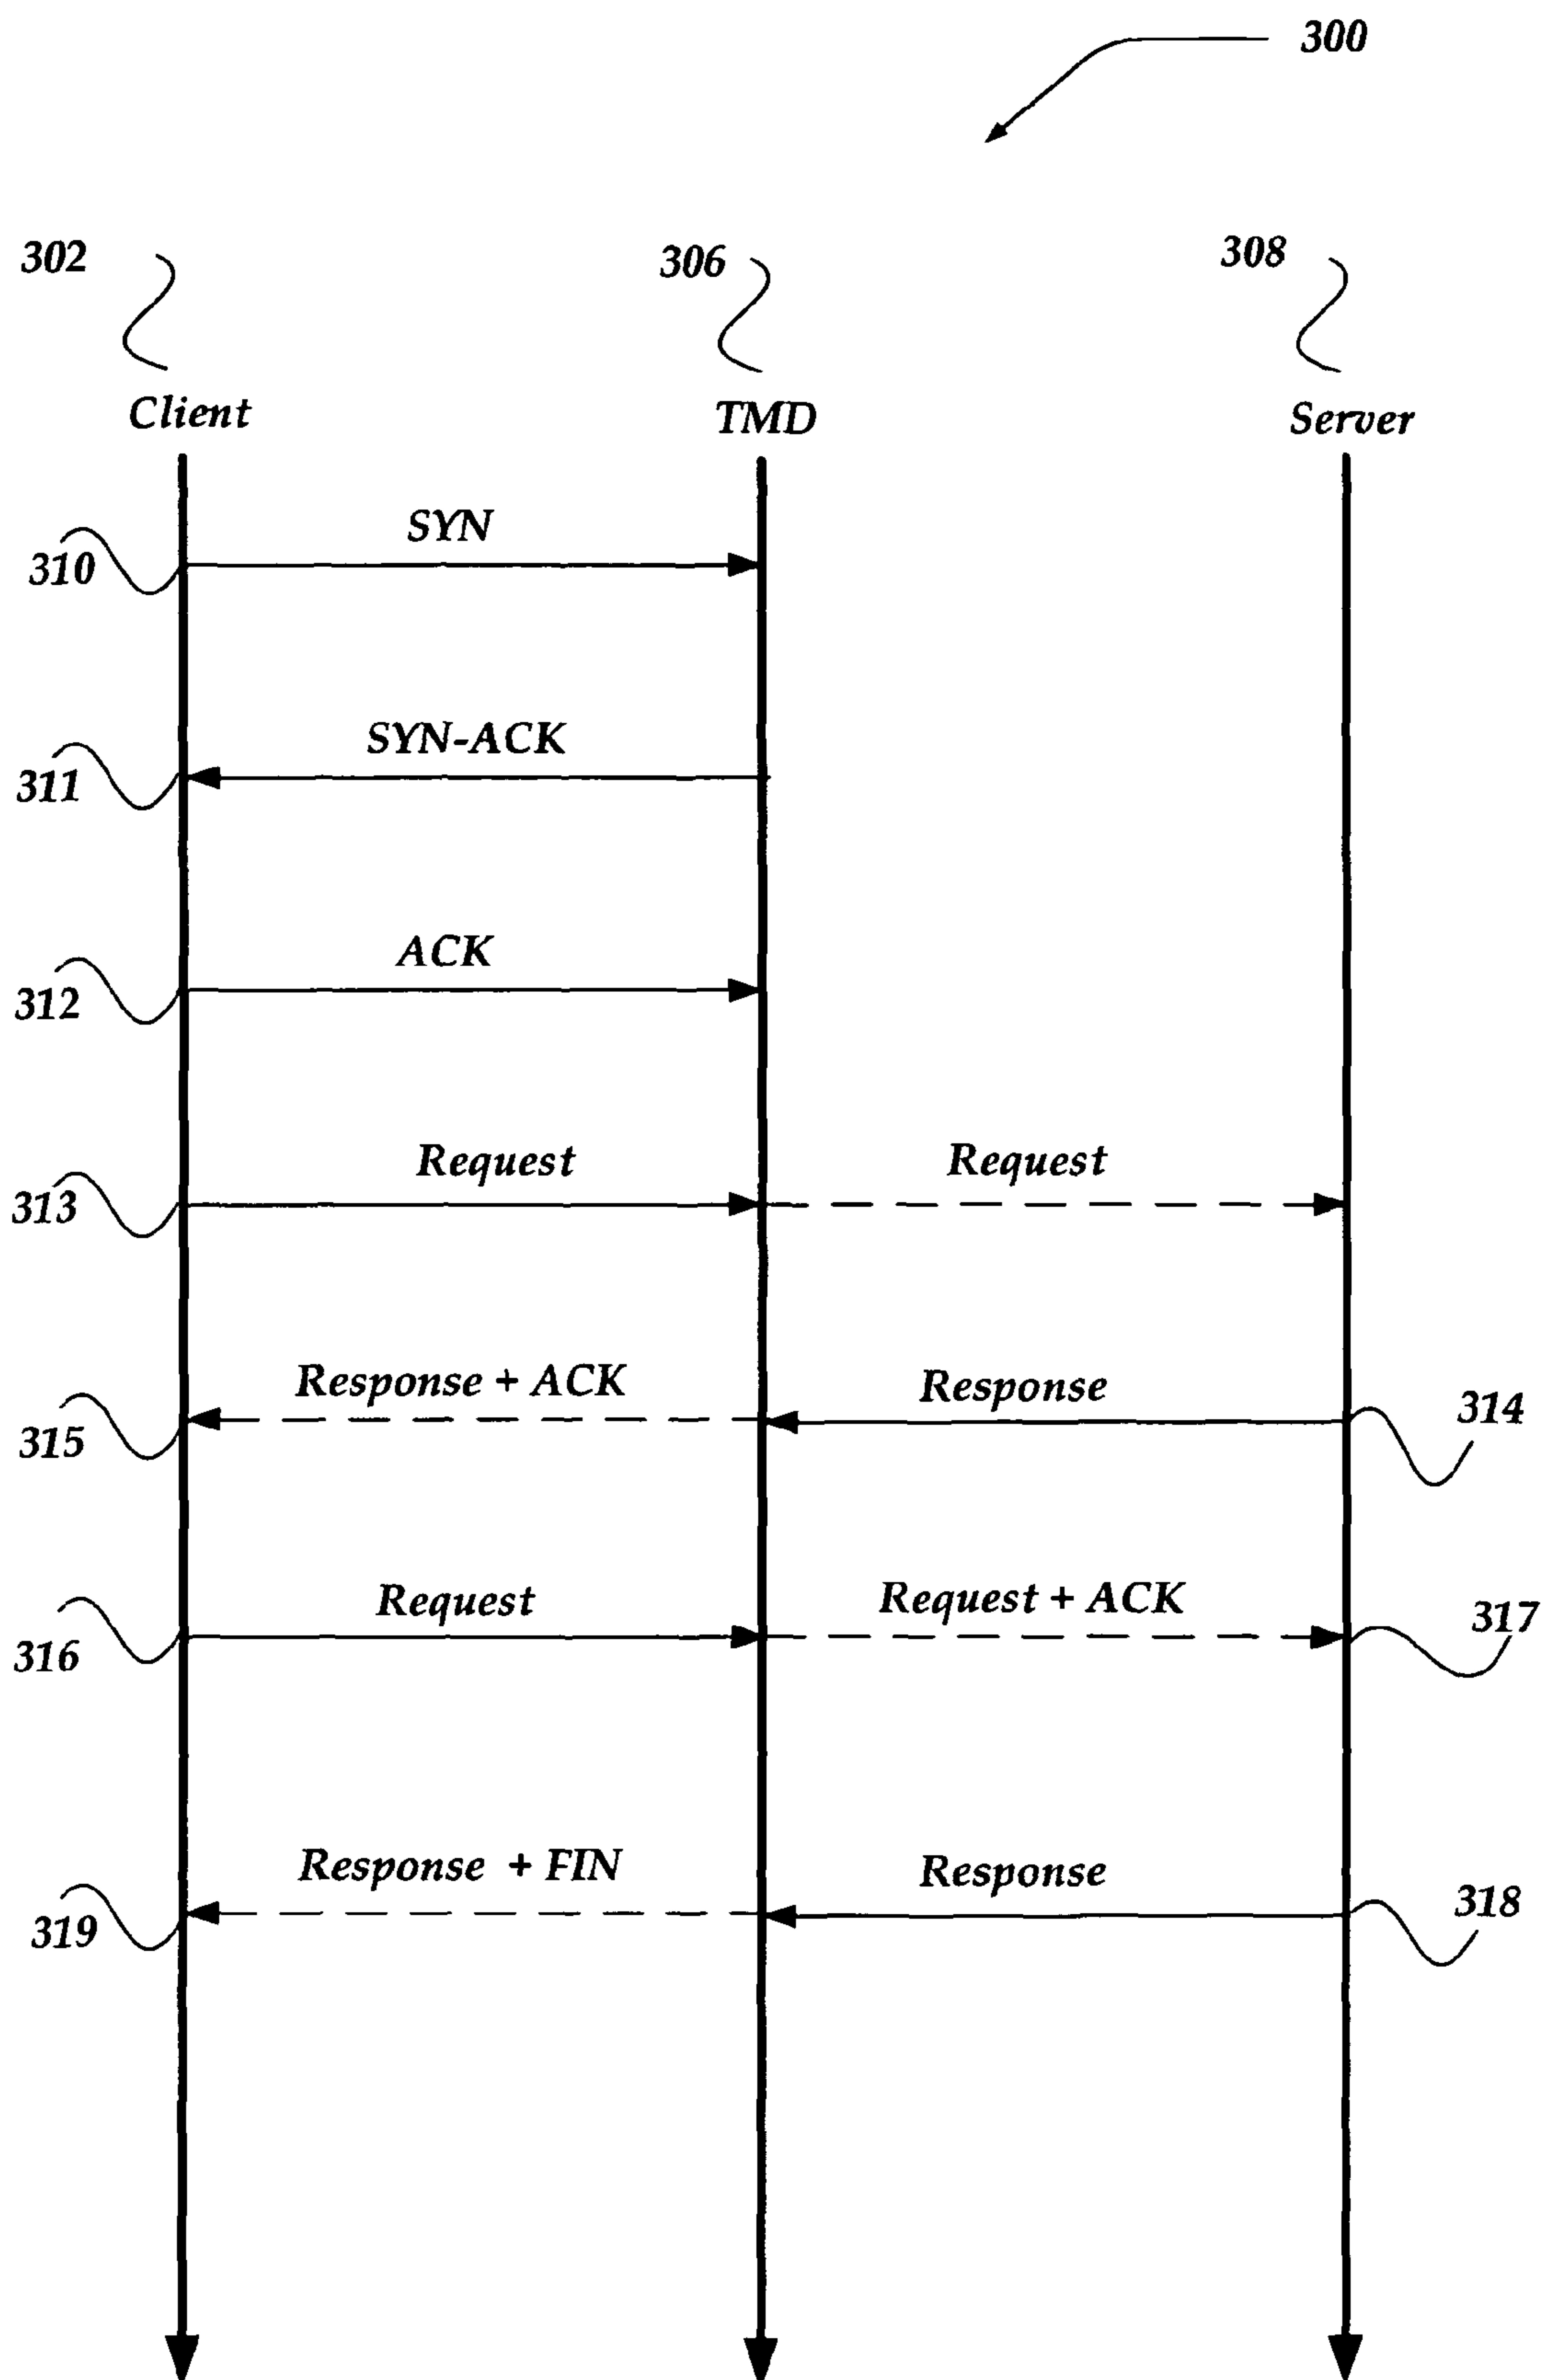 300
302
306
308
Client
TMD
Server
SYN
310
SYN-ACK
311
ACK
312
Request
Request
313
Response + ACK
Response
314
315
Request
Request + ACK
317
316
Response + FIN
Response
318
319